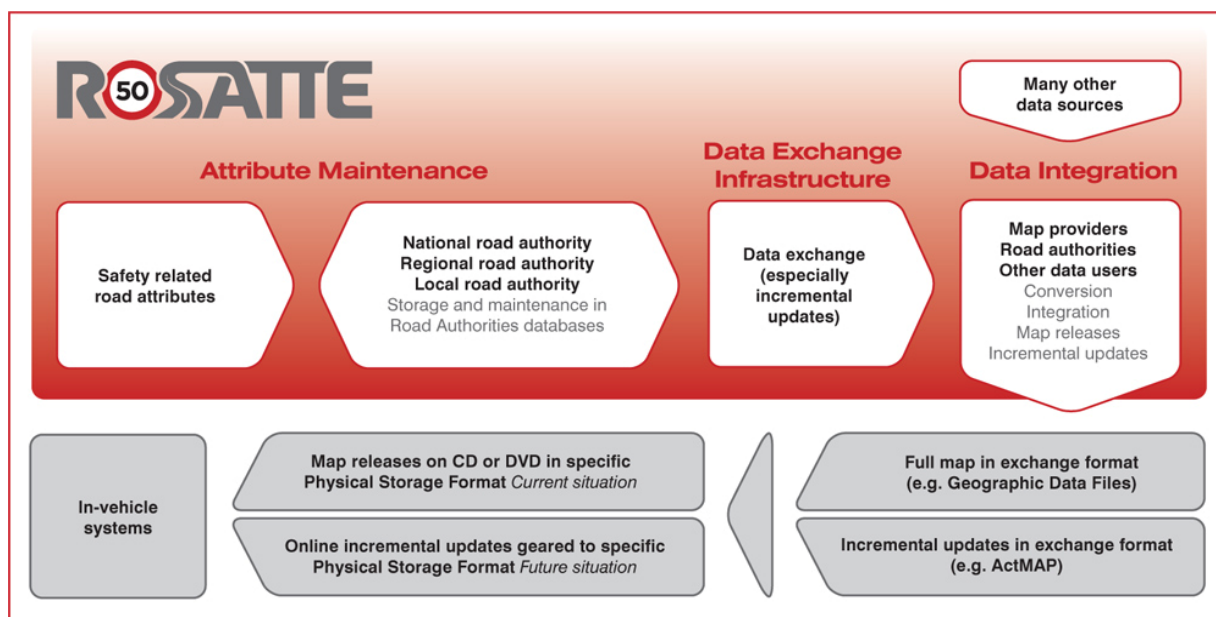 ROSATTE
50
Many other
data sources
Attribute Maintenance
Data Exchange
Infrastructure
Data Integration
Safety related
road attributes
National road authority
Regional road authority
Local road authority
Storage and maintenance in
Road Authorities databases
Data exchange
(especially
incremental
updates)
Map providers
Road authorities
Other data users
Conversion
Integration
Map releases
Incremental updates
In-vehicle
systems
Map releases on CD or DVD in specific
Physical Storage Format Current situation
Online incremental updates geared to specific
Physical Storage Format Future situation
Full map in exchange format
(e.g. Geographic Data Files)
Incremental updates in exchange format
(e.g. ActMAP)